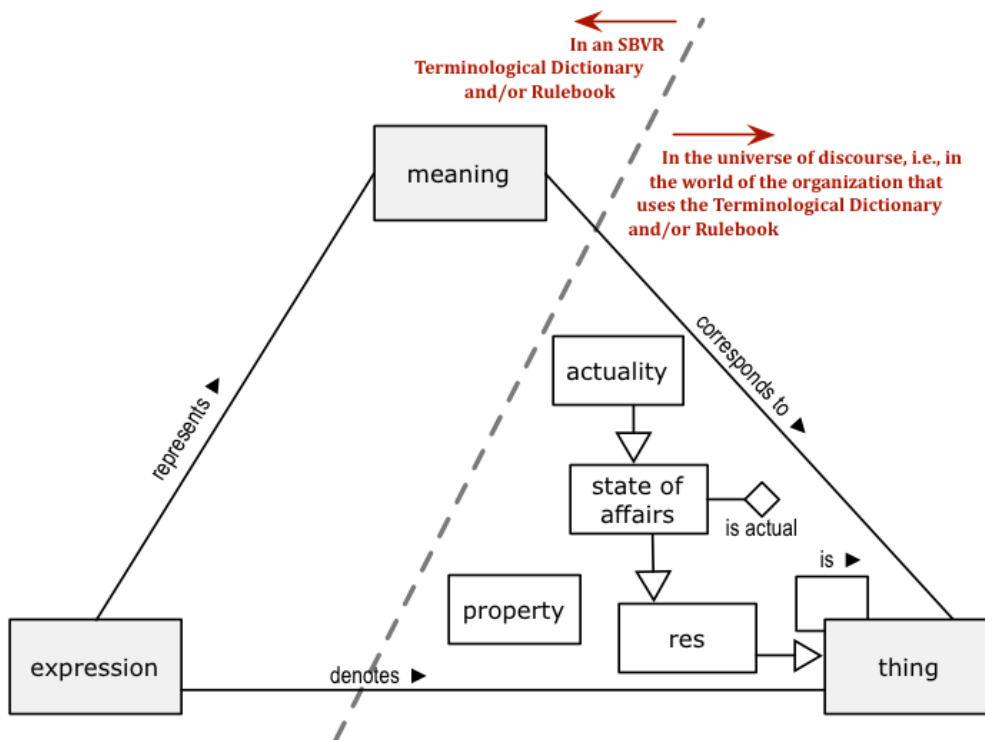 In an SBVR
Terminological Dictionary
and/or Rulebook
In the universe of discourse, i.e., in
the world of the organization that
uses the Terminological Dictionary
and/or Rulebook
meaning
corresponds to ►
represents ►
actuality
state of
affairs
is actual
is ►
property
res
expression
thing
denotes ►